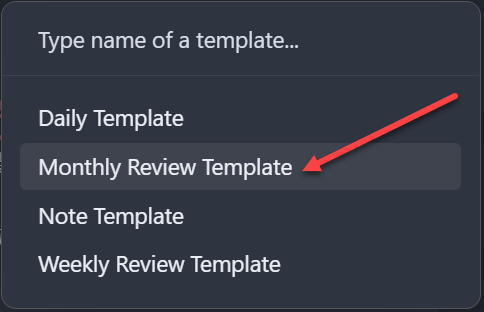 Type name of a template...
Daily Template
Monthly Review Template
Note Template
Weekly Review Template